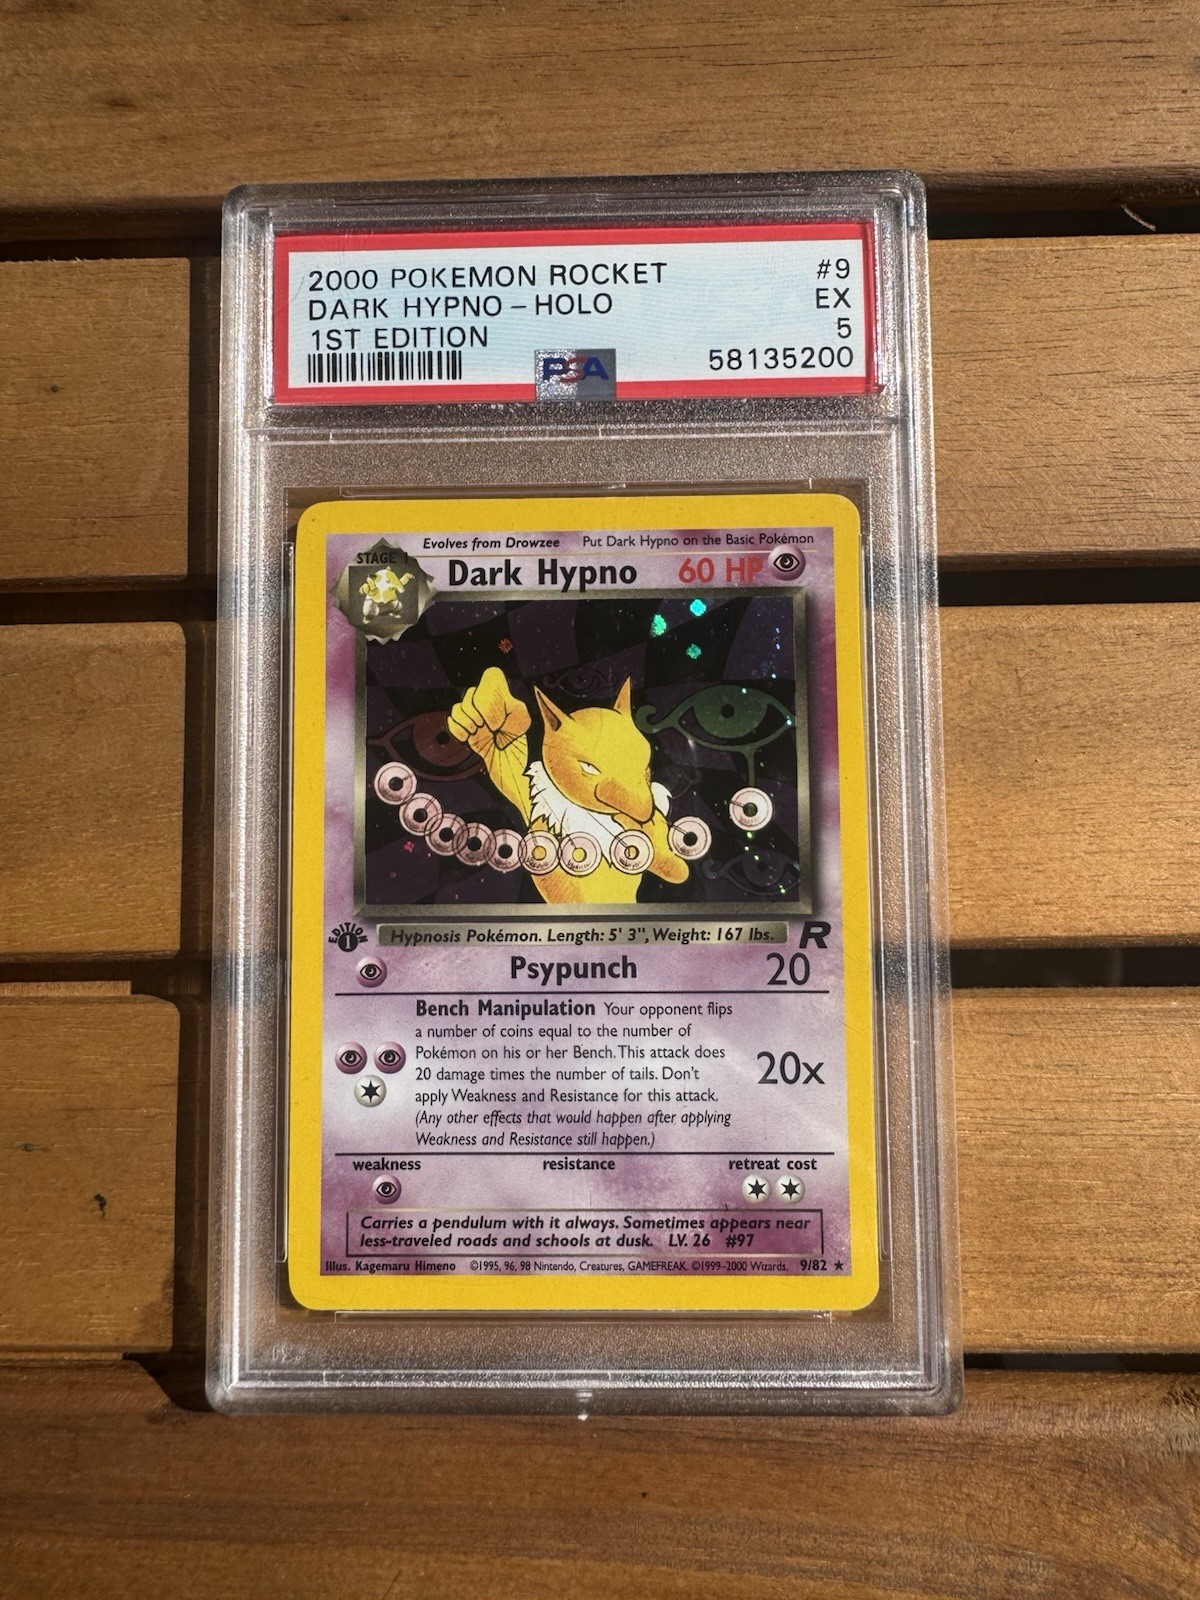 2000 POKEMON ROCKET #9
DARK HYPNO - HOLO EX
1ST EDITION 5
PSA 58135200
Evolves from Drowzee Put Dark Hypno on the Basic Pokémon
STAGE 1
Dark Hypno 60 HP
EDITION 1
Hypnosis Pokémon. Length: 5' 3", Weight: 167 lbs. R
Psypunch 20
Bench Manipulation Your opponent flips
a number of coins equal to the number of
Pokémon on his or her Bench. This attack does
20 damage times the number of tails. Don't
apply Weakness and Resistance for this attack.
(Any other effects that would happen after applying
Weakness and Resistance still happen.)
20x
weakness resistance retreat cost
Carries a pendulum with it always. Sometimes appears near
less-traveled roads and schools at dusk. LV. 26 #97
Illus. Kagemaru Himeno ©1995, 96, 98 Nintendo, Creatures, GAMEFREAK. ©1999-2000 Wizards. 9/82 ★